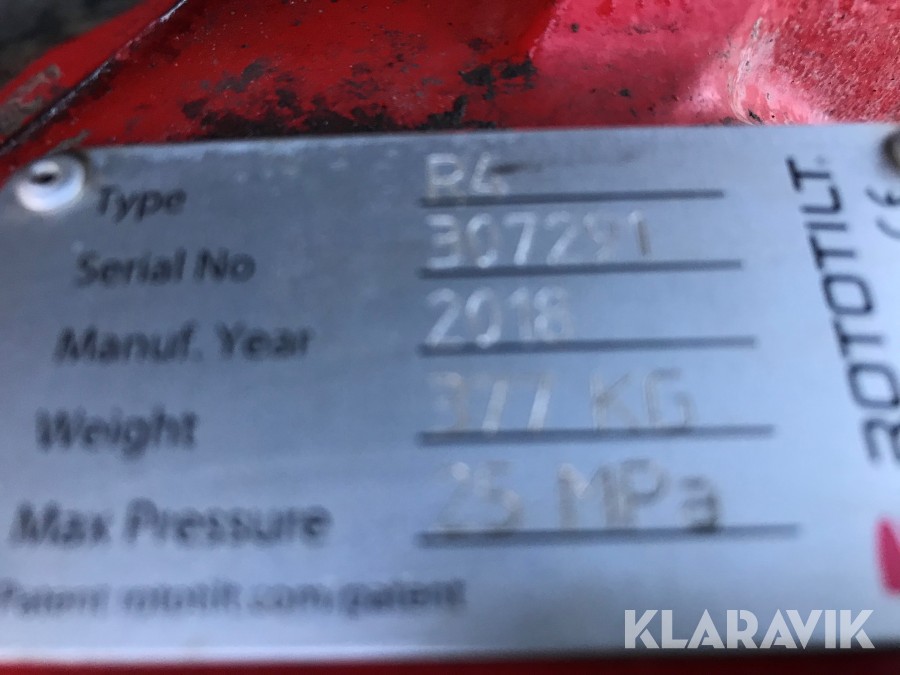 Type R4
Serial No 307291
Manuf. Year 2018
Weight 377 KG
Max Pressure 25 MPa
Patent rototilt.com/patent
ROTOTILT
CE
KLARAVIK